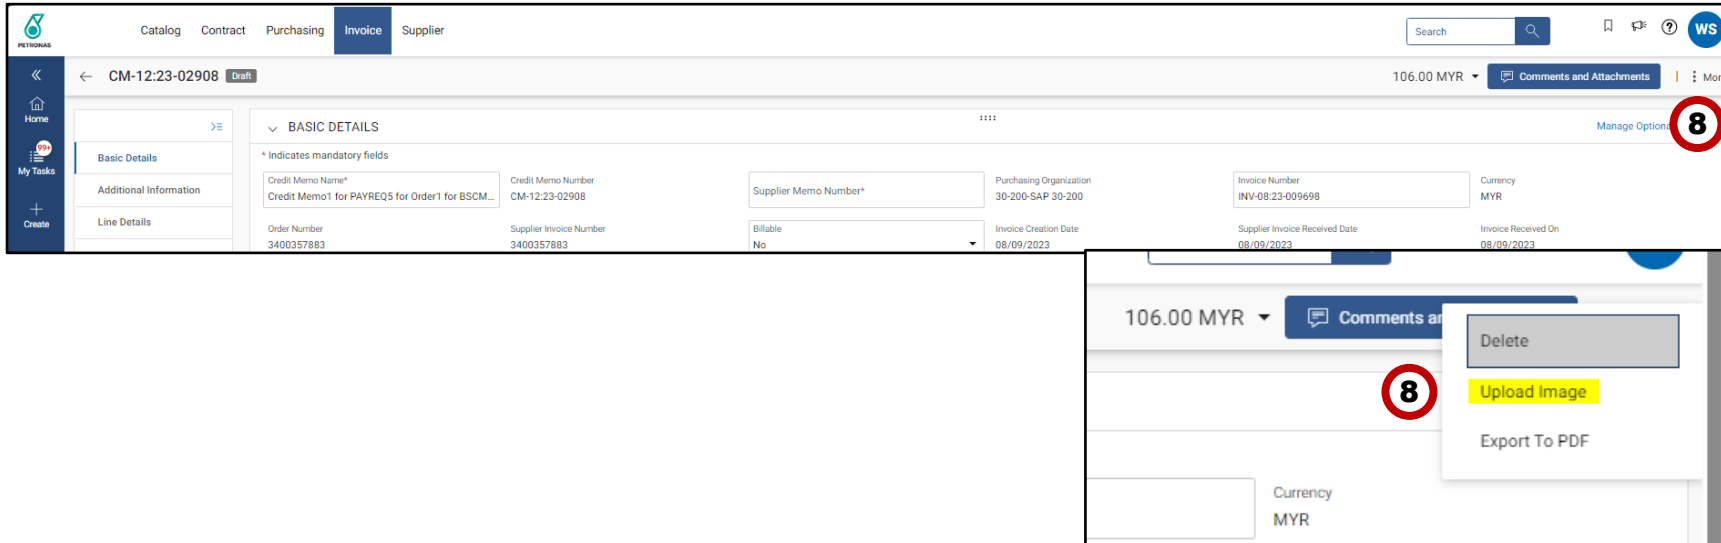 PETRONAS
Catalog Contract Purchasing Invoice Supplier
Search
WS
CM-12:23-02908 Draft
106.00 MYR Comments and Attachments
Home
99+
My Tasks
Create
Basic Details
Additional Information
Line Details
BASIC DETAILS
Manage Optiona
8
* Indicates mandatory fields
Credit Memo Name*
Credit Memo1 for PAYREQ5 for Order1 for BSCM...
Credit Memo Number
CM-12:23-02908
Supplier Memo Number*
Purchasing Organization
30-200-SAP 30-200
Invoice Number
INV-08:23-009698
Currency
MYR
Order Number
3400357883
Supplier Invoice Number
3400357883
Billable
No
Invoice Creation Date
08/09/2023
Supplier Invoice Received Date
08/09/2023
Invoice Received On
08/09/2023
106.00 MYR Comments
Delete
8
Upload Image
Export To PDF
Currency
MYR